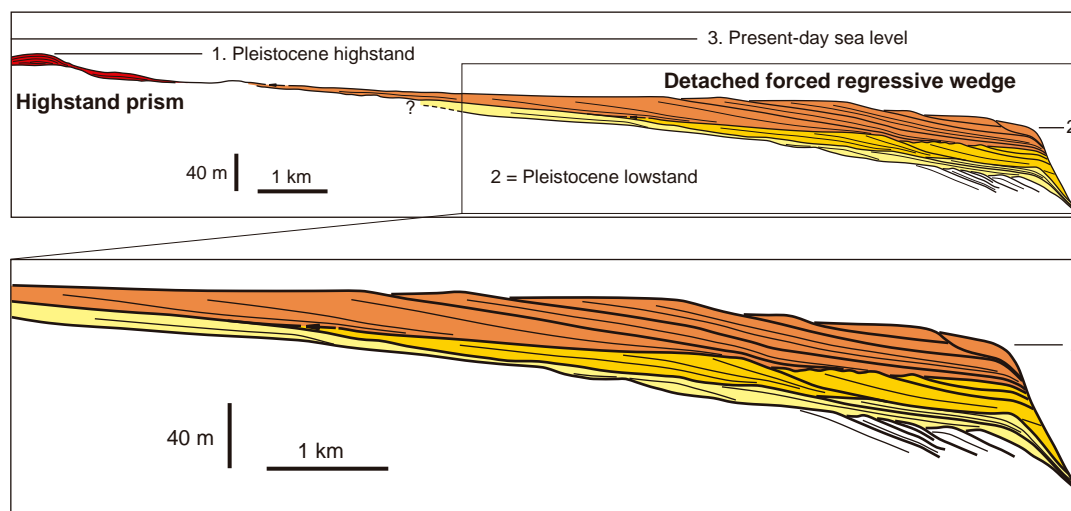 1. Pleistocene highstand
3. Present-day sea level
Highstand prism
Detached forced regressive wedge
?
2
40 m
1 km
2 = Pleistocene lowstand
40 m
1 km